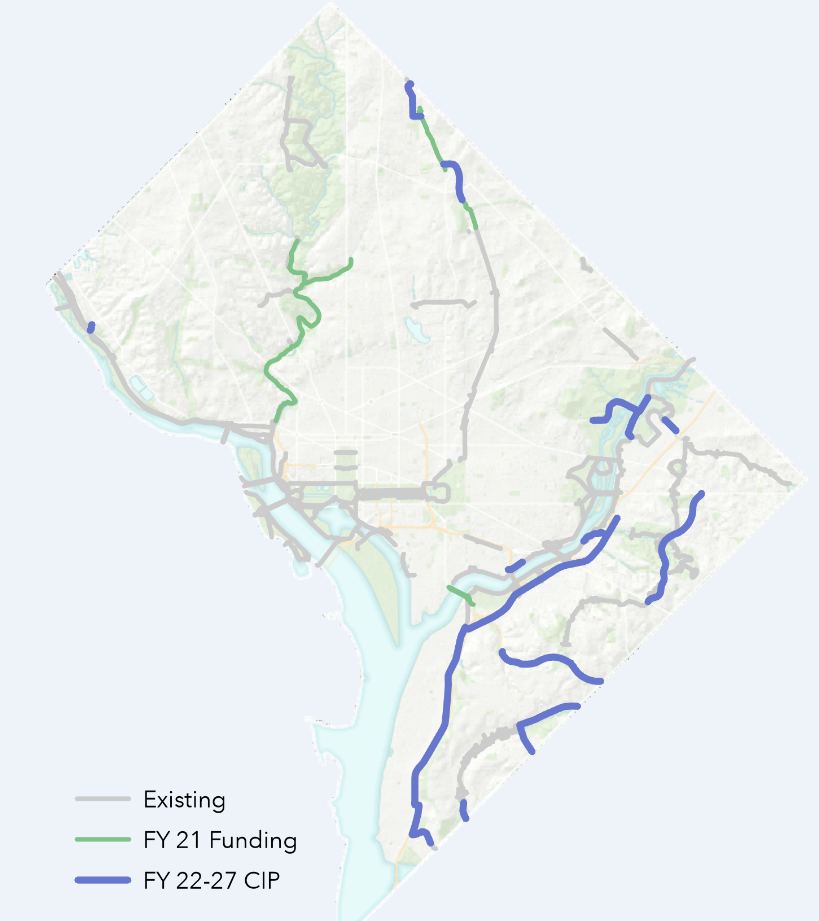 Existing
FY 21 Funding
FY 22-27 CIP